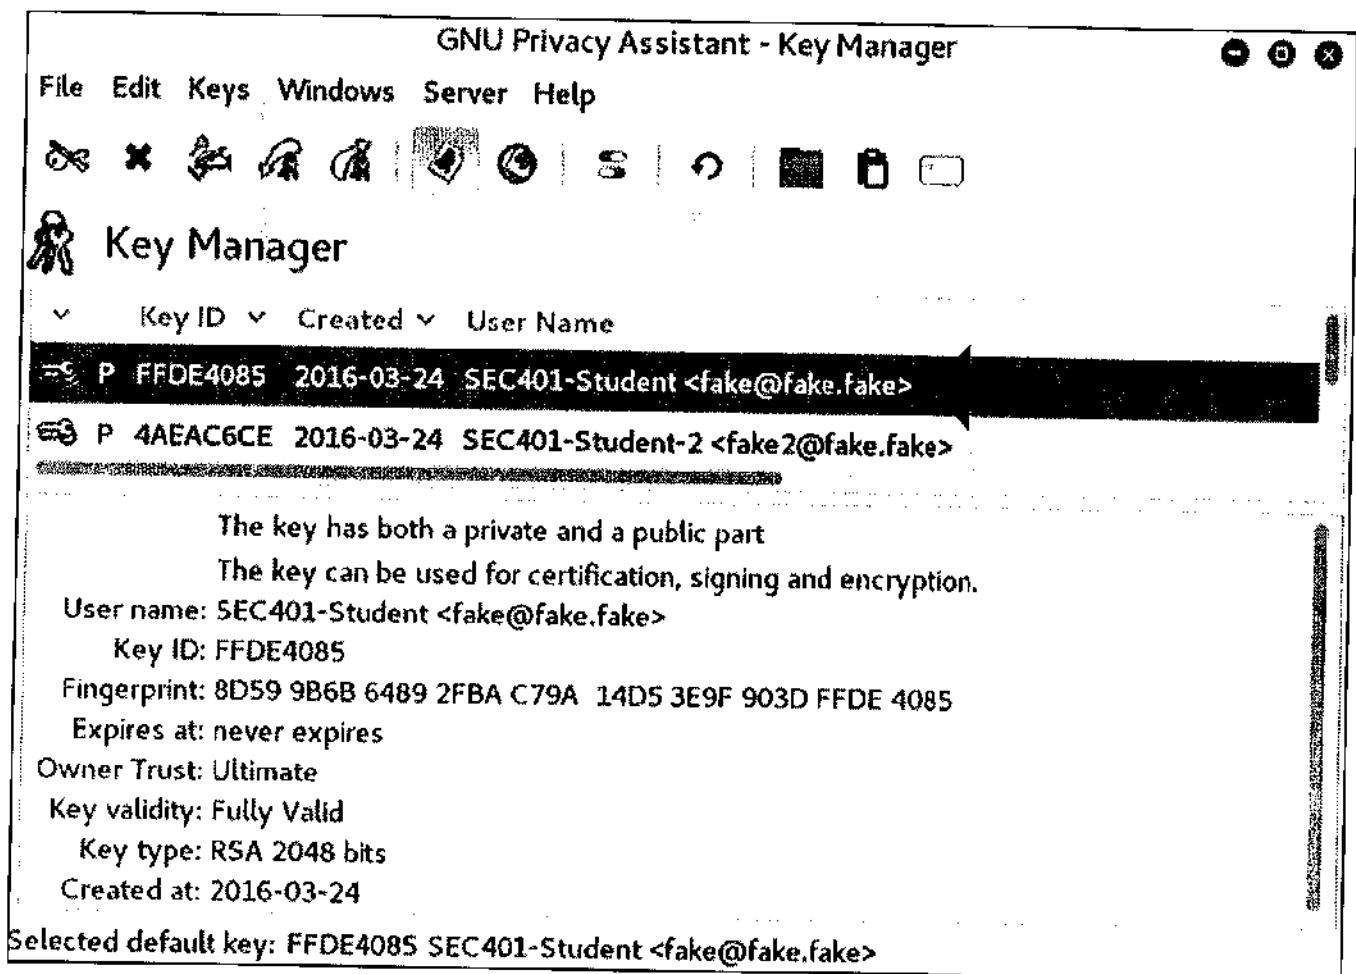 GNU Privacy Assistant - Key Manager
File Edit Keys Windows Server Help
Key Manager
Key ID Created User Name
P FFDE4085 2016-03-24 SEC401-Student <fake@fake.fake>
P 4AEAC6CE 2016-03-24 SEC401-Student-2 <fake2@fake.fake>
The key has both a private and a public part
The key can be used for certification, signing and encryption.
User name: SEC401-Student <fake@fake.fake>
Key ID: FFDE4085
Fingerprint: 8D59 9B6B 6489 2FBA C79A 14D5 3E9F 903D FFDE 4085
Expires at: never expires
Owner Trust: Ultimate
Key validity: Fully Valid
Key type: RSA 2048 bits
Created at: 2016-03-24
Selected default key: FFDE4085 SEC401-Student <fake@fake.fake>